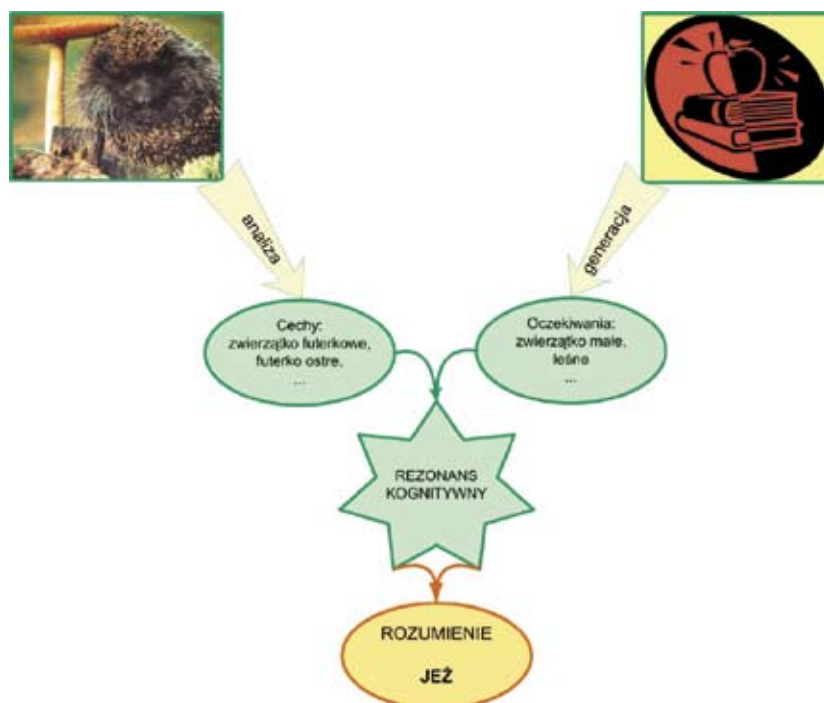 analiza
generacja
Cechy:
zwierzątko futerkowe,
futerko ostre,
...
Oczekiwania:
zwierzątko małe,
leśne
...
REZONANS
KOGNITYWNY
ROZUMIENIE
JEŻ